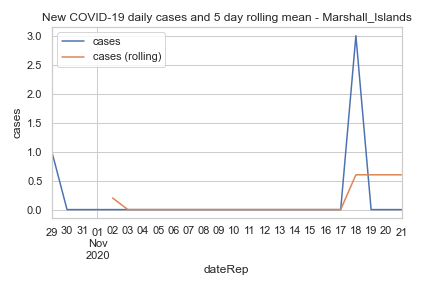 New COVID-19 daily cases and 5 day rolling mean - Marshall_Islands
cases
cases (rolling)
3.0
2.5
2.0
1.5
1.0
0.5
0.0
cases
29 30 31 01 02 03 04 05 06 07 08 09 10 11 12 13 14 15 16 17 18 19 20 21
Nov
2020
dateRep